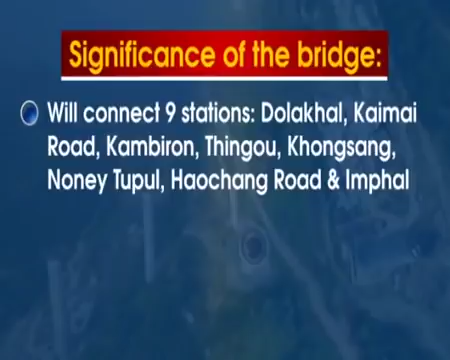 Significance of the bridge:
Will connect 9 stations: Dolakhal, Kaimai
Road, Kambiron, Thingou, Khongsang,
Noney Tupul, Haochang Road & Imphal